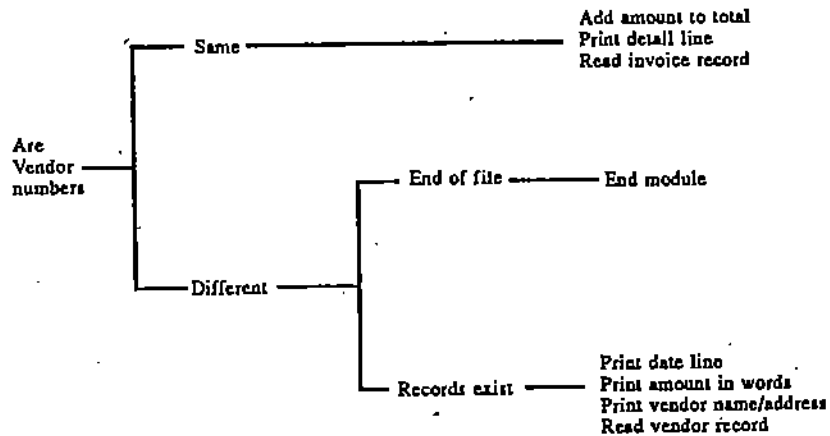 Same
Add amount to total
Print detail line
Read invoice record
Are
Vendor
numbers
End of file
End module
Different
Records exist
Print date line
Print amount in words
Print vendor name/address
Read vendor record